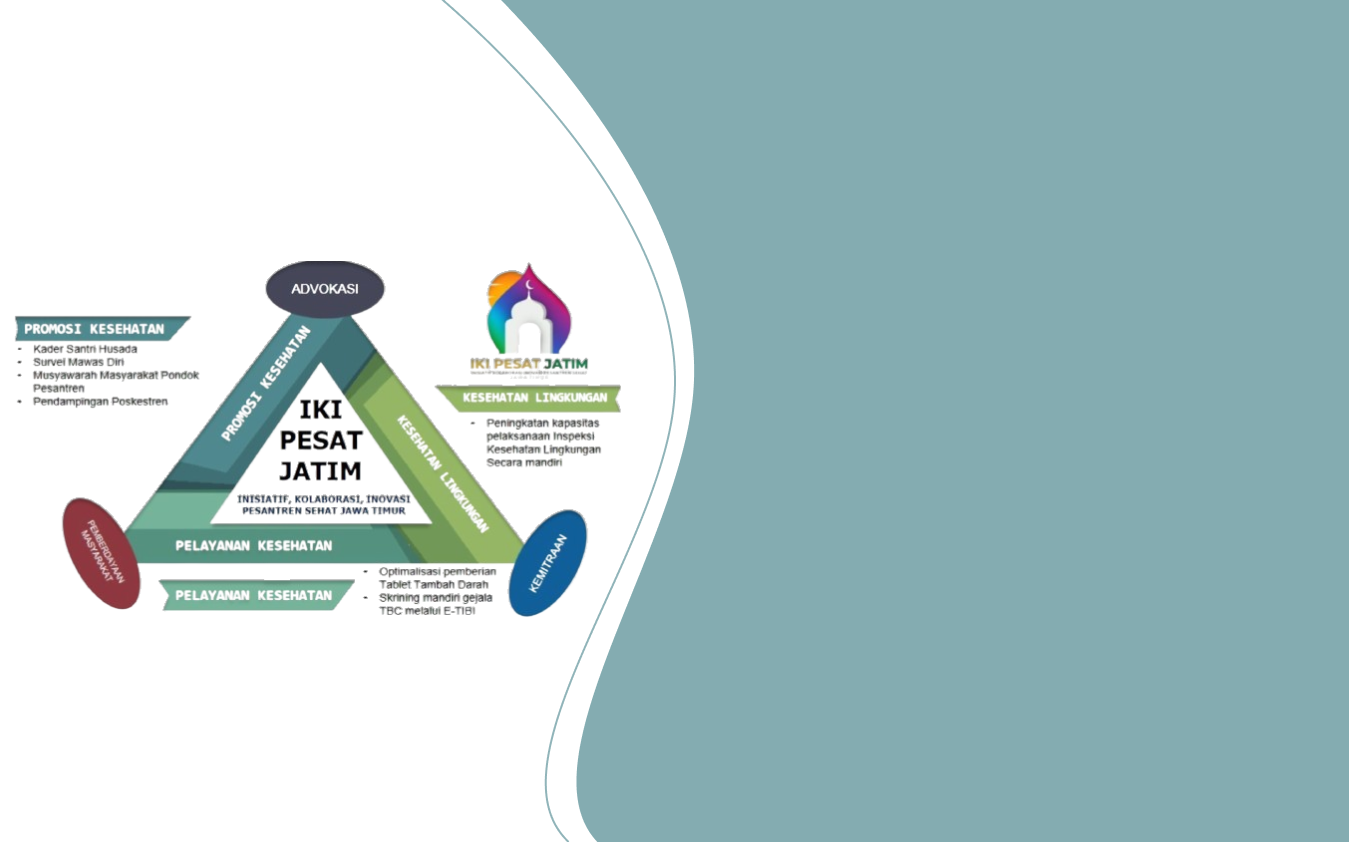 ADVOKASI
PROMOSI KESEHATAN
- Kader Santri Husada
- Survei Mawas Diri
- Musyawarah Masyarakat Pondok
Pesantren
- Pendampingan Poskestren
PROMOSI KESEHATAN
IKI PESAT JATIM
JAWA TIMUR
KESEHATAN LINGKUNGAN
- Peningkatan kapasitas
pelaksanaan Inspeksi
Kesehatan Lingkungan
Secara mandiri
KESEHATAN LINGKUNGAN
IKI
PESAT
JATIM
INISIATIF, KOLABORASI, INOVASI
PESANTREN SEHAT JAWA TIMUR
PEMBERDAYAAN
MASYARAKAT
PELAYANAN KESEHATAN
KEMITRAAN
PELAYANAN KESEHATAN
- Optimalisasi pemberian
Tablet Tambah Darah
- Skrining mandiri gejala
TBC melalui E-TIBI